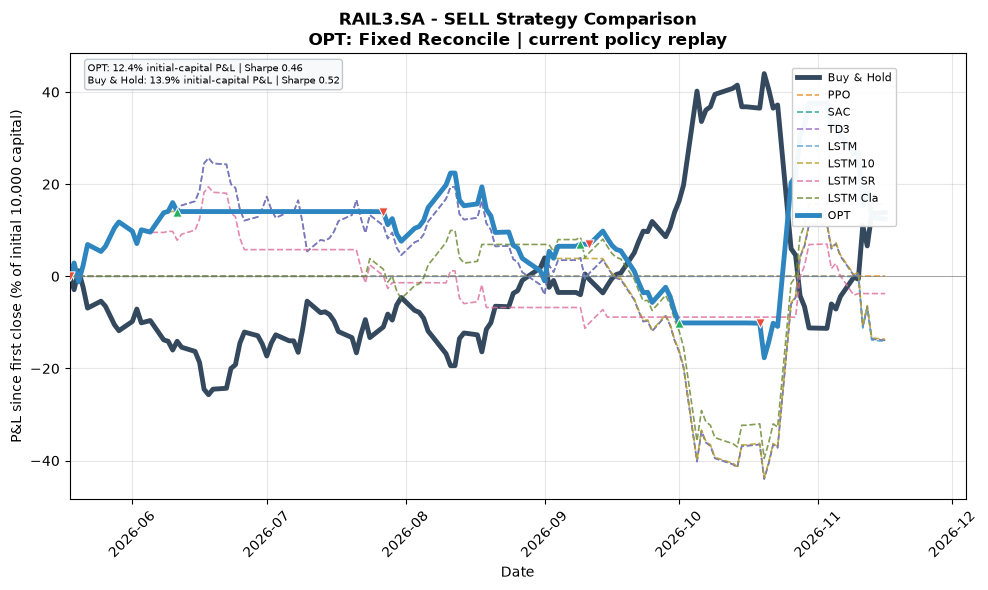 RAIL3.SA - SELL Strategy Comparison
OPT: Fixed Reconcile | current policy replay
OPT: 12.4% initial-capital P&L | Sharpe 0.46
Buy & Hold: 13.9% initial-capital P&L | Sharpe 0.52
Buy & Hold
PPO
SAC
TD3
LSTM
LSTM 10
LSTM SR
LSTM Cla
OPT
P&L since first close (% of initial 10,000 capital)
40
20
0
−20
−40
2026-06
2026-07
2026-08
2026-09
2026-10
2026-11
2026-12
Date